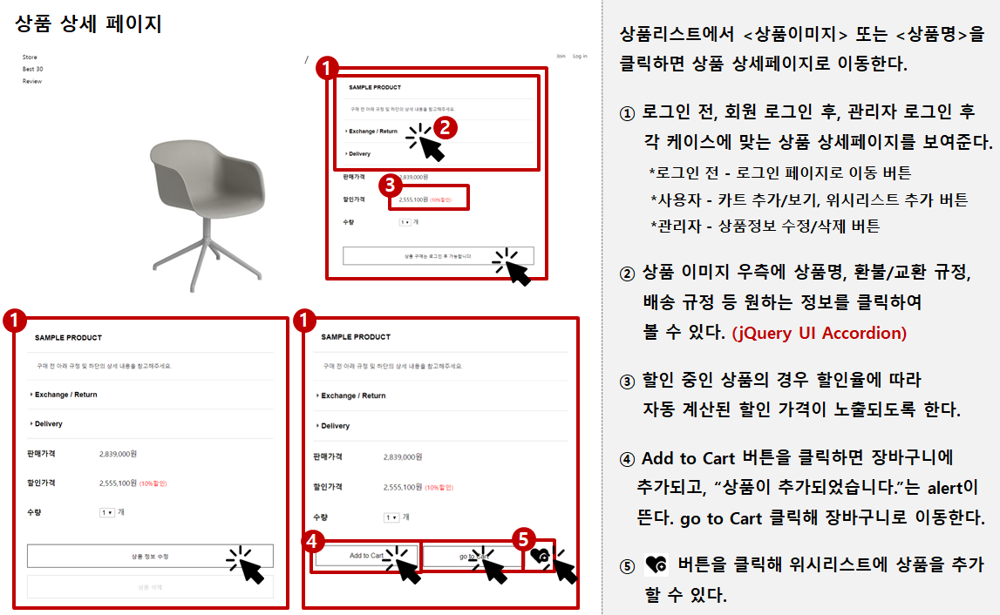 상품 상세 페이지
Store
Best 30
Review
/
Join Log in
1
SAMPLE PRODUCT
구매 전 아래 규정 및 하단의 상세 내용을 참고해주세요.
Exchange / Return
2
Delivery
판매가격 2,839,000원
3
할인가격 2,555,100원 (10%할인)
수량 1 개
상품 구매는 로그인 후 가능합니다.
1
SAMPLE PRODUCT
구매 전 아래 규정 및 하단의 상세 내용을 참고해주세요.
Exchange / Return
Delivery
판매가격 2,839,000원
할인가격 2,555,100원 (10%할인)
수량 1 개
상품 정보 수정
상품 삭제
1
SAMPLE PRODUCT
구매 전 아래 규정 및 하단의 상세 내용을 참고해주세요.
Exchange / Return
Delivery
판매가격 2,839,000원
할인가격 2,555,100원 (10%할인)
수량 1 개
4
5
Add to Cart go to Cart
상품리스트에서 <상품이미지> 또는 <상품명>을
클릭하면 상품 상세페이지로 이동한다.
① 로그인 전, 회원 로그인 후, 관리자 로그인 후
각 케이스에 맞는 상품 상세페이지를 보여준다.
*로그인 전 - 로그인 페이지로 이동 버튼
*사용자 - 카트 추가/보기, 위시리스트 추가 버튼
*관리자 - 상품정보 수정/삭제 버튼
② 상품 이미지 우측에 상품명, 환불/교환 규정,
배송 규정 등 원하는 정보를 클릭하여
볼 수 있다. (jQuery UI Accordion)
③ 할인 중인 상품의 경우 할인율에 따라
자동 계산된 할인 가격이 노출되도록 한다.
④ Add to Cart 버튼을 클릭하면 장바구니에
추가되고, “상품이 추가되었습니다.”는 alert이
뜬다. go to Cart 클릭해 장바구니로 이동한다.
⑤ 버튼을 클릭해 위시리스트에 상품을 추가
할 수 있다.